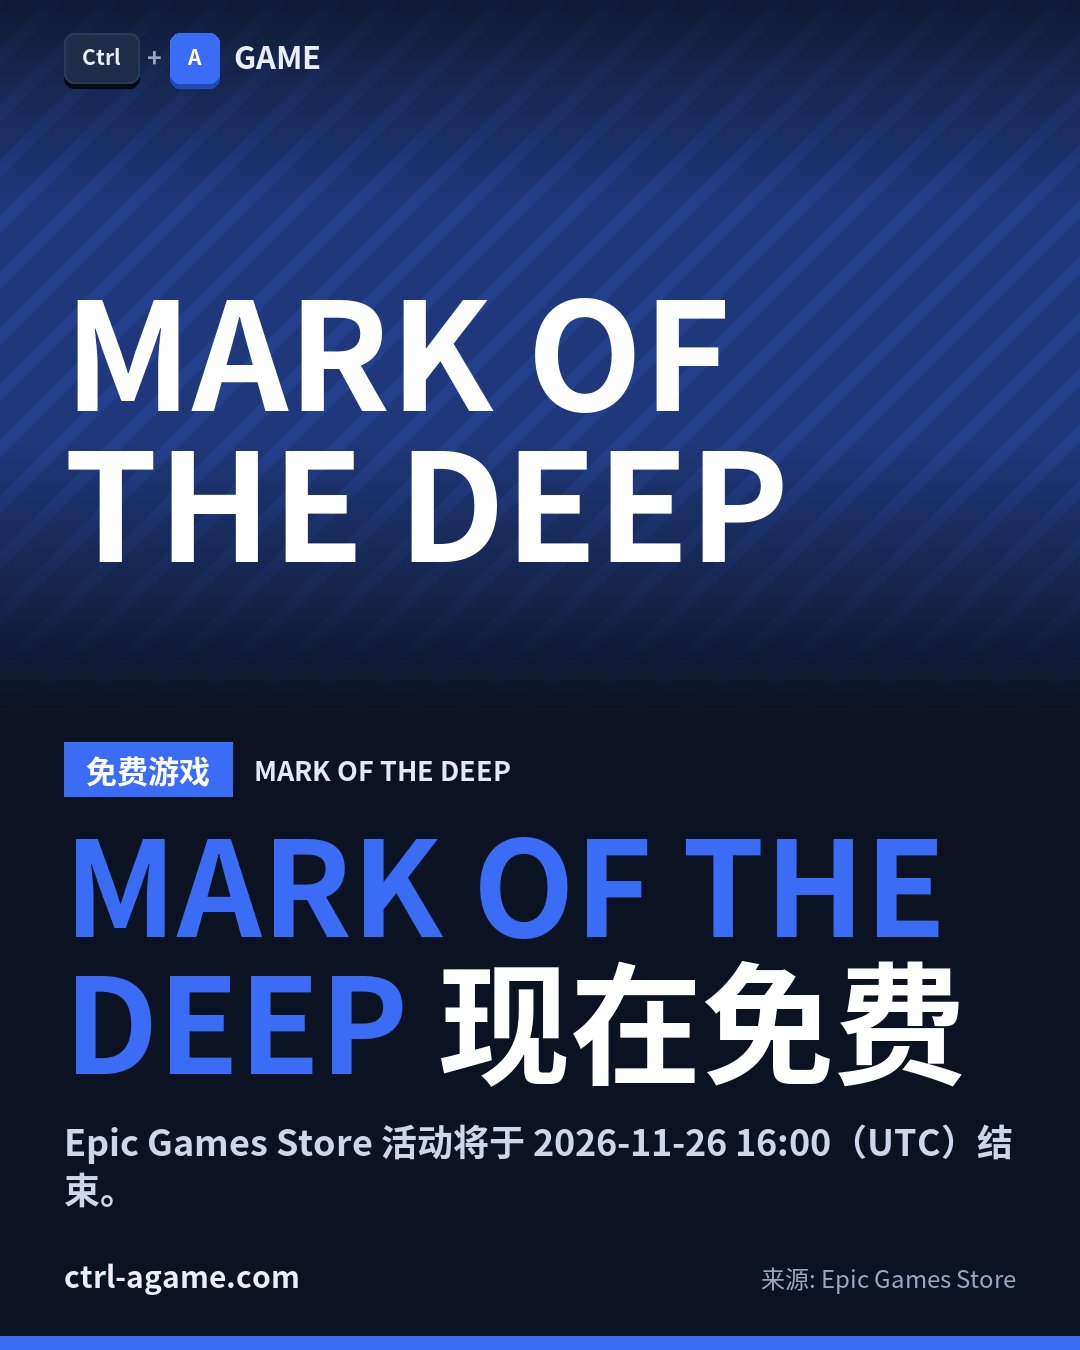 Ctrl + A GAME
MARK OF
THE DEEP
免费游戏 MARK OF THE DEEP
MARK OF THE
DEEP 现在免费
Epic Games Store 活动将于 2026-11-26 16:00（UTC）结
束。
ctrl-agame.com
来源: Epic Games Store